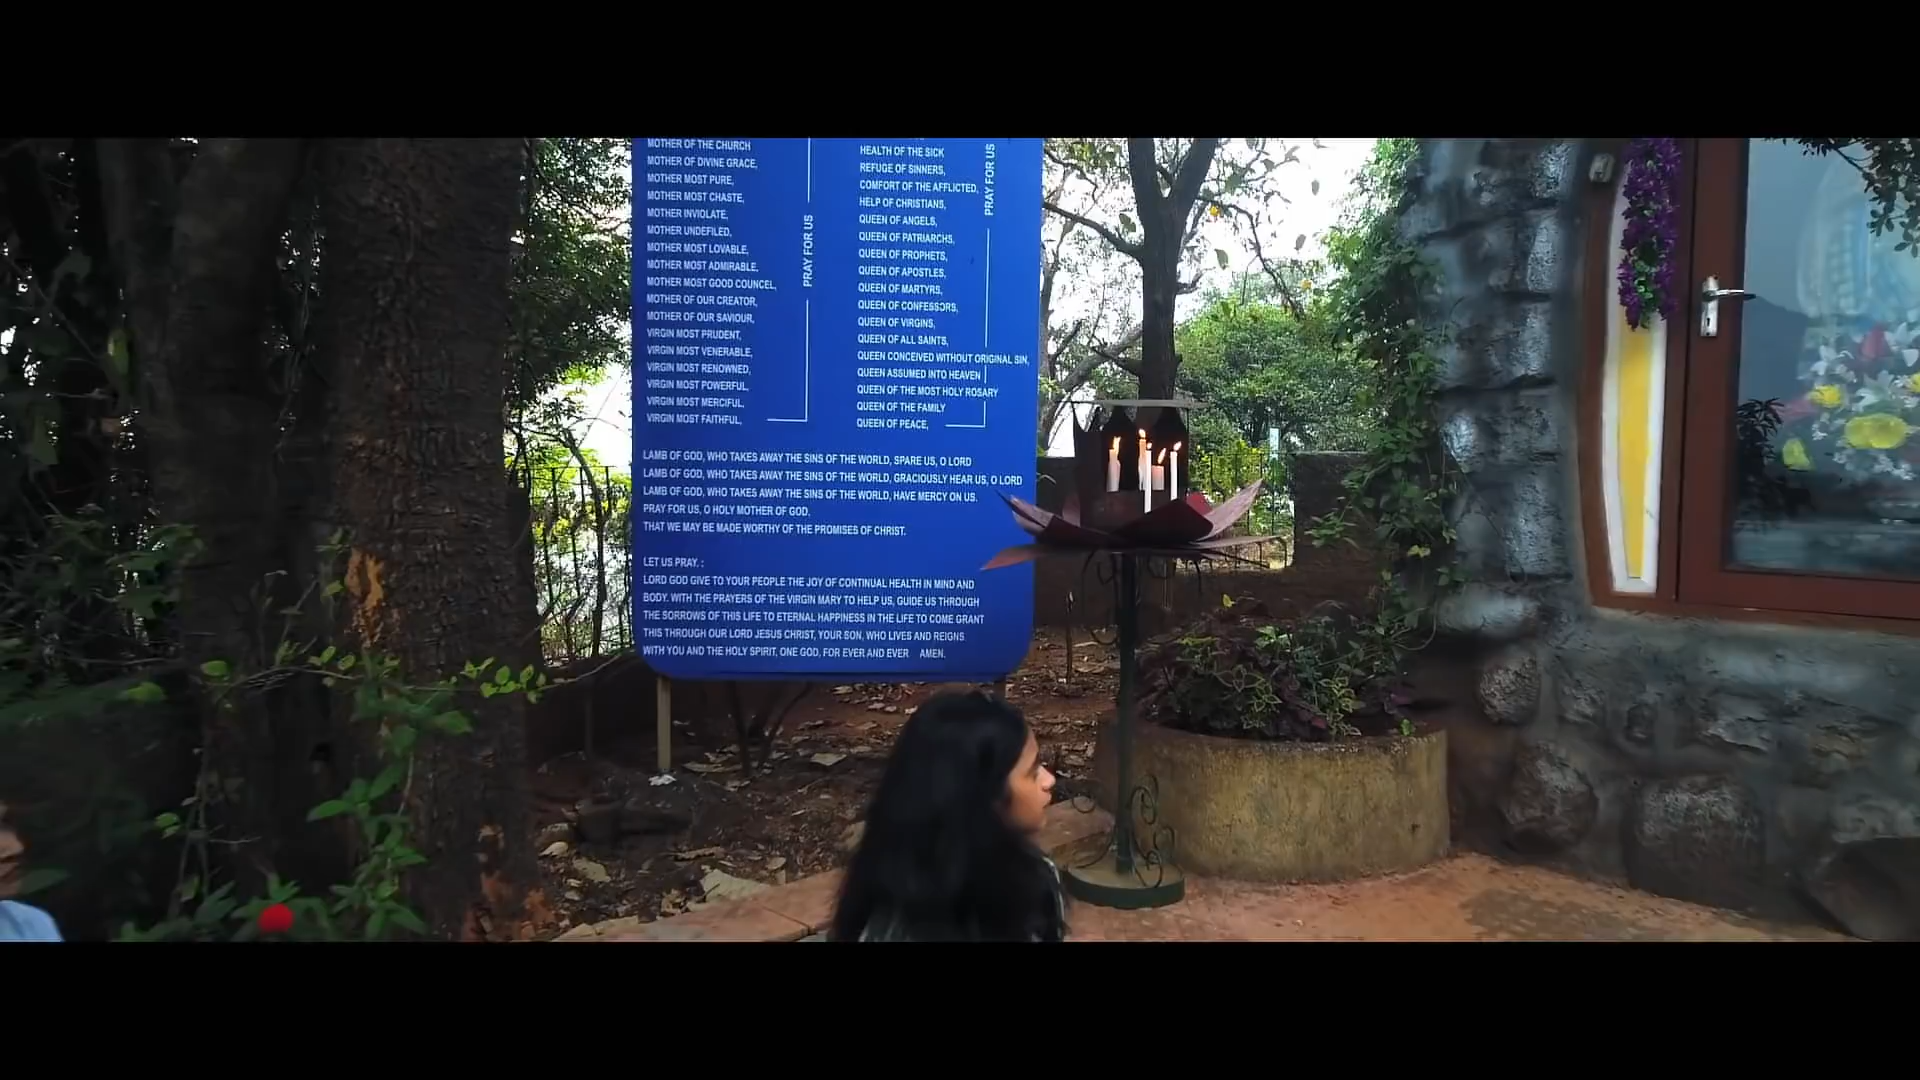 MOTHER OF THE CHURCH
MOTHER OF DIVINE GRACE,
MOTHER MOST PURE,
MOTHER MOST CHASTE,
MOTHER INVIOLATE,
MOTHER UNDEFILED,
MOTHER MOST LOVABLE,
MOTHER MOST ADMIRABLE,
MOTHER MOST GOOD COUNCEL,
MOTHER OF OUR CREATOR,
MOTHER OF OUR SAVIOUR,
VIRGIN MOST PRUDENT,
VIRGIN MOST VENERABLE,
VIRGIN MOST RENOWNED,
VIRGIN MOST POWERFUL,
VIRGIN MOST MERCIFUL,
VIRGIN MOST FAITHFUL,
PRAY FOR US
HEALTH OF THE SICK
REFUGE OF SINNERS,
COMFORT OF THE AFFLICTED,
HELP OF CHRISTIANS,
QUEEN OF ANGELS,
QUEEN OF PATRIARCHS,
QUEEN OF PROPHETS,
QUEEN OF APOSTLES,
QUEEN OF MARTYRS,
QUEEN OF CONFESSORS,
QUEEN OF VIRGINS,
QUEEN OF ALL SAINTS,
QUEEN CONCEIVED WITHOUT ORIGINAL SIN,
QUEEN ASSUMED INTO HEAVEN
QUEEN OF THE MOST HOLY ROSARY
QUEEN OF THE FAMILY
QUEEN OF PEACE,
PRAY FOR US
LAMB OF GOD, WHO TAKES AWAY THE SINS OF THE WORLD, SPARE US, O LORD
LAMB OF GOD, WHO TAKES AWAY THE SINS OF THE WORLD, GRACIOUSLY HEAR US, O LORD
LAMB OF GOD, WHO TAKES AWAY THE SINS OF THE WORLD, HAVE MERCY ON US.
PRAY FOR US, O HOLY MOTHER OF GOD.
THAT WE MAY BE MADE WORTHY OF THE PROMISES OF CHRIST.
LET US PRAY. :
LORD GOD GIVE TO YOUR PEOPLE THE JOY OF CONTINUAL HEALTH IN MIND AND
BODY. WITH THE PRAYERS OF THE VIRGIN MARY TO HELP US, GUIDE US THROUGH
THE SORROWS OF THIS LIFE TO ETERNAL HAPPINESS IN THE LIFE TO COME GRANT
THIS THROUGH OUR LORD JESUS CHRIST, YOUR SON, WHO LIVES AND REIGNS
WITH YOU AND THE HOLY SPIRIT, ONE GOD, FOR EVER AND EVER AMEN.